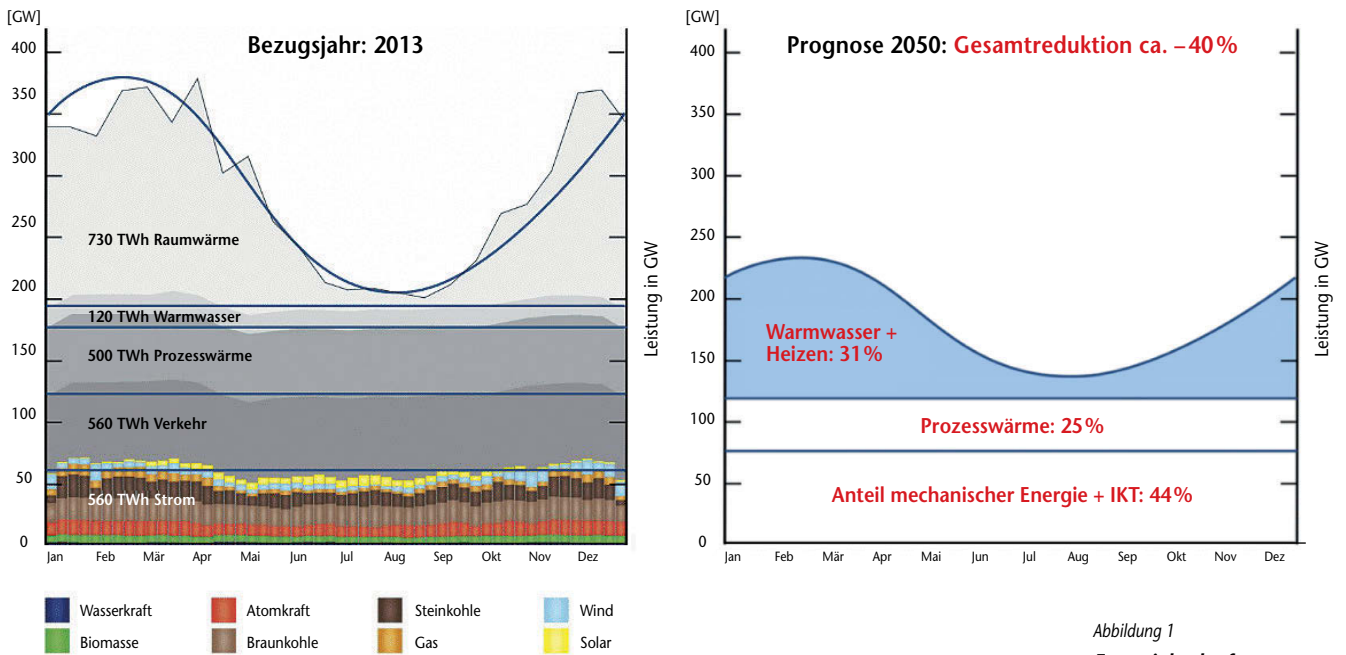 [GW]
Bezugsjahr: 2013
400
350
300
250
200
150
100
50
0
730 TWh Raumwärme
120 TWh Warmwasser
500 TWh Prozesswärme
560 TWh Verkehr
560 TWh Strom
Leistung in GW
Jan Feb Mär Apr Mai Jun Jul Aug Sep Okt Nov Dez
Wasserkraft Atomkraft Steinkohle Wind
Biomasse Braunkohle Gas Solar
[GW]
Prognose 2050: Gesamtreduktion ca. –40%
400
350
300
250
200
150
100
50
0
Warmwasser +
Heizen: 31%
Prozesswärme: 25%
Anteil mechanischer Energie + IKT: 44%
Leistung in GW
Jan Feb Mär Apr Mai Jun Jul Aug Sep Okt Nov Dez
Abbildung 1